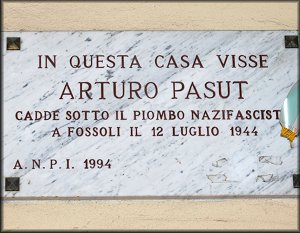 IN QUESTA CASA VISSE
ARTURO PASUT
CADDE SOTTO IL PIOMBO NAZIFASCIST
A FOSSOLI IL 12 LUGLIO 1944
A.N.P.I. 1994